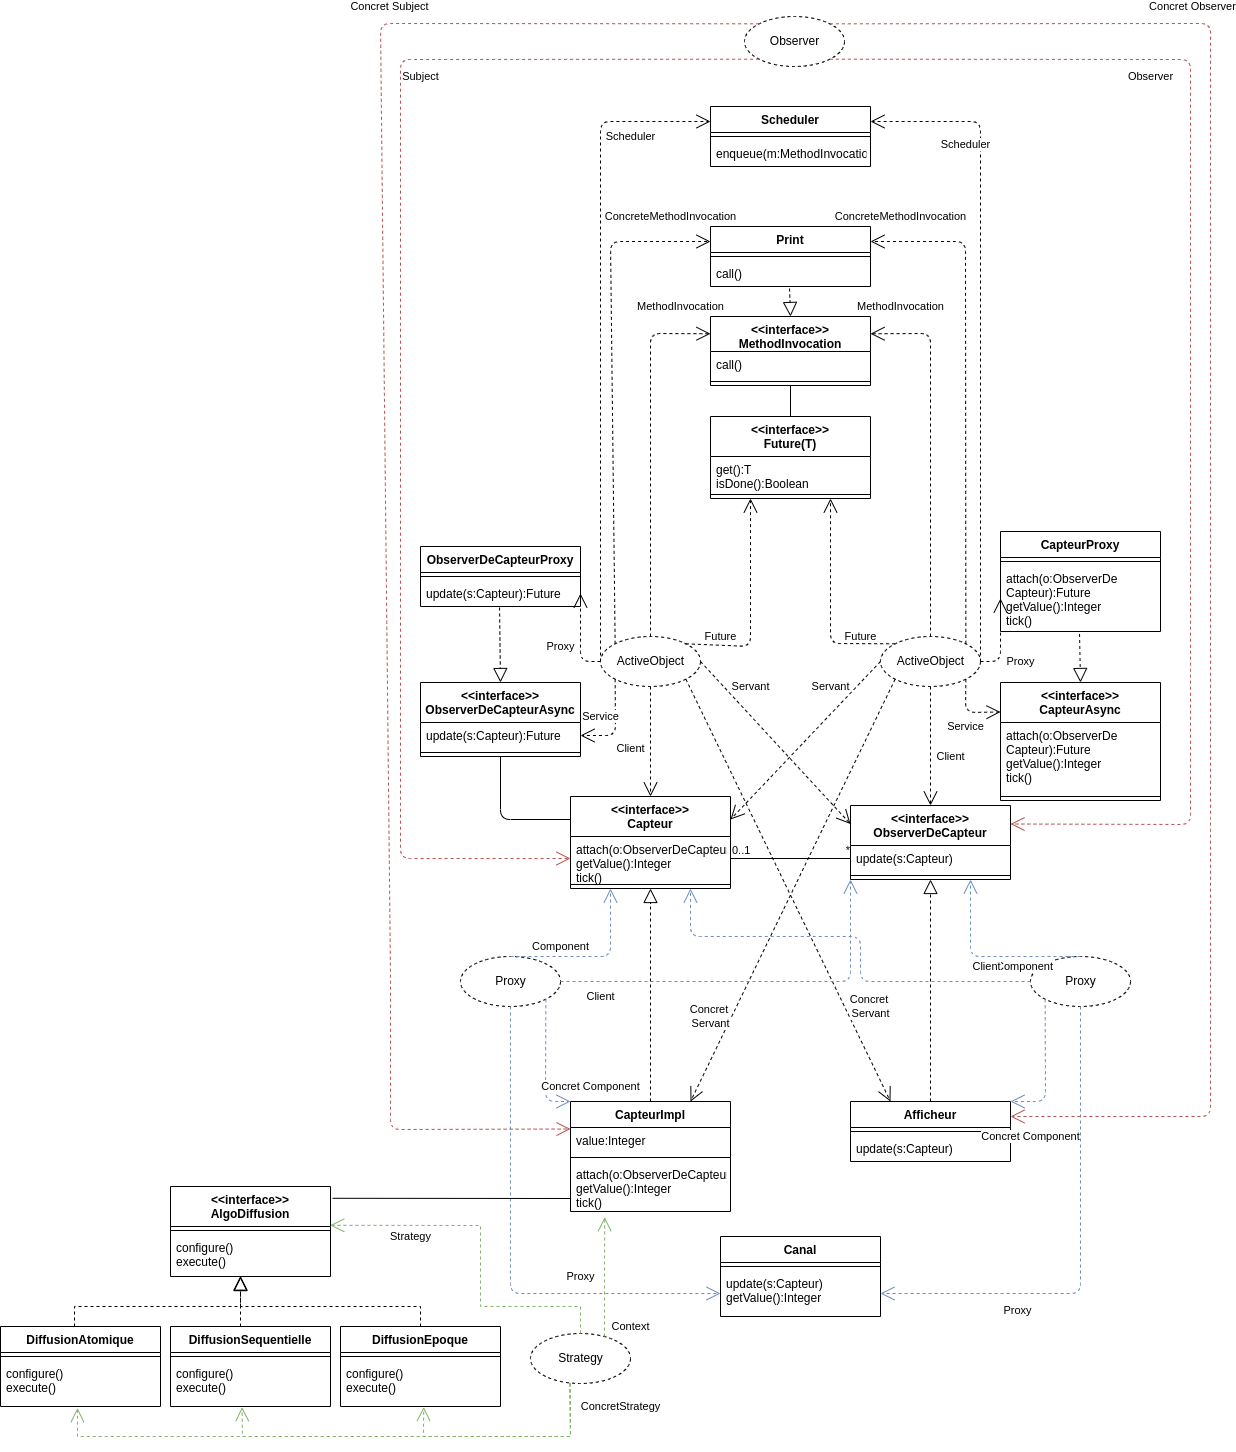 Concret Subject
Concret Observer
Observer
Subject
Observer
Scheduler
Scheduler
Scheduler
enqueue(m:MethodInvocatio
ConcreteMethodInvocation
ConcreteMethodInvocation
Print
call()
MethodInvocation
MethodInvocation
<<interface>>
MethodInvocation
call()
<<interface>>
Future(T)
get():T
isDone():Boolean
ObserverDeCapteurProxy
update(s:Capteur):Future
CapteurProxy
attach(o:ObserverDe
Capteur):Future
getValue():Integer
tick()
Future
Future
Proxy
ActiveObject
ActiveObject
Proxy
Servant
Servant
<<interface>>
ObserverDeCapteurAsync
update(s:Capteur):Future
<<interface>>
CapteurAsync
attach(o:ObserverDe
Capteur):Future
getValue():Integer
tick()
Service
Service
Client
Client
<<interface>>
Capteur
attach(o:ObserverDeCapteu
getValue():Integer
tick()
0..1
*
<<interface>>
ObserverDeCapteur
update(s:Capteur)
Component
Client
Component
Proxy
Proxy
Client
Concret
Servant
Concret
Servant
Concret Component
CapteurImpl
value:Integer
attach(o:ObserverDeCapteu
getValue():Integer
tick()
Afficheur
update(s:Capteur)
Concret Component
<<interface>>
AlgoDiffusion
configure()
execute()
Strategy
Canal
update(s:Capteur)
getValue():Integer
Proxy
Proxy
Context
DiffusionAtomique
configure()
execute()
DiffusionSequentielle
configure()
execute()
DiffusionEpoque
configure()
execute()
Strategy
ConcretStrategy